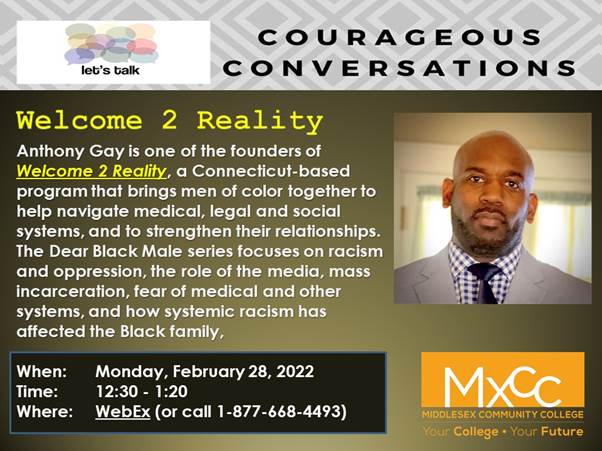 let's talk
COURAGEOUS
CONVERSATIONS
Welcome 2 Reality
Anthony Gay is one of the founders of
Welcome 2 Reality, a Connecticut-based
program that brings men of color together to
help navigate medical, legal and social
systems, and to strengthen their relationships.
The Dear Black Male series focuses on racism
and oppression, the role of the media, mass
incarceration, fear of medical and other
systems, and how systemic racism has
affected the Black family,
When: Monday, February 28, 2022
Time: 12:30 - 1:20
Where: WebEx (or call 1-877-668-4493)
MxCC
MIDDLESEX COMMUNITY COLLEGE
Your College • Your Future